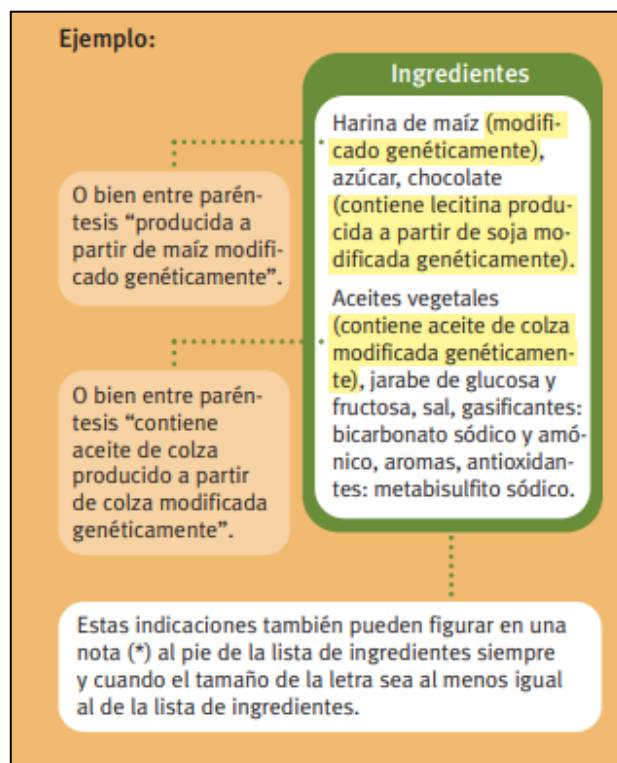 Ejemplo:
Ingredientes
Harina de maíz (modifi-
cado genéticamente),
azúcar, chocolate
(contiene lecitina produ-
cida a partir de soja mo-
dificada genéticamente).
Aceites vegetales
(contiene aceite de colza
modificada genéticamen-
te), jarabe de glucosa y
fructosa, sal, gasificantes:
bicarbonato sódico y amó-
nico, aromas, antioxidan-
tes: metabisulfito sódico.
O bien entre parén-
tesis “producida a
partir de maíz modifi-
cado genéticamente”.
O bien entre parén-
tesis “contiene
aceite de colza
producido a partir
de colza modificada
genéticamente”.
Estas indicaciones también pueden figurar en una
nota (*) al pie de la lista de ingredientes siempre
y cuando el tamaño de la letra sea al menos igual
al de la lista de ingredientes.